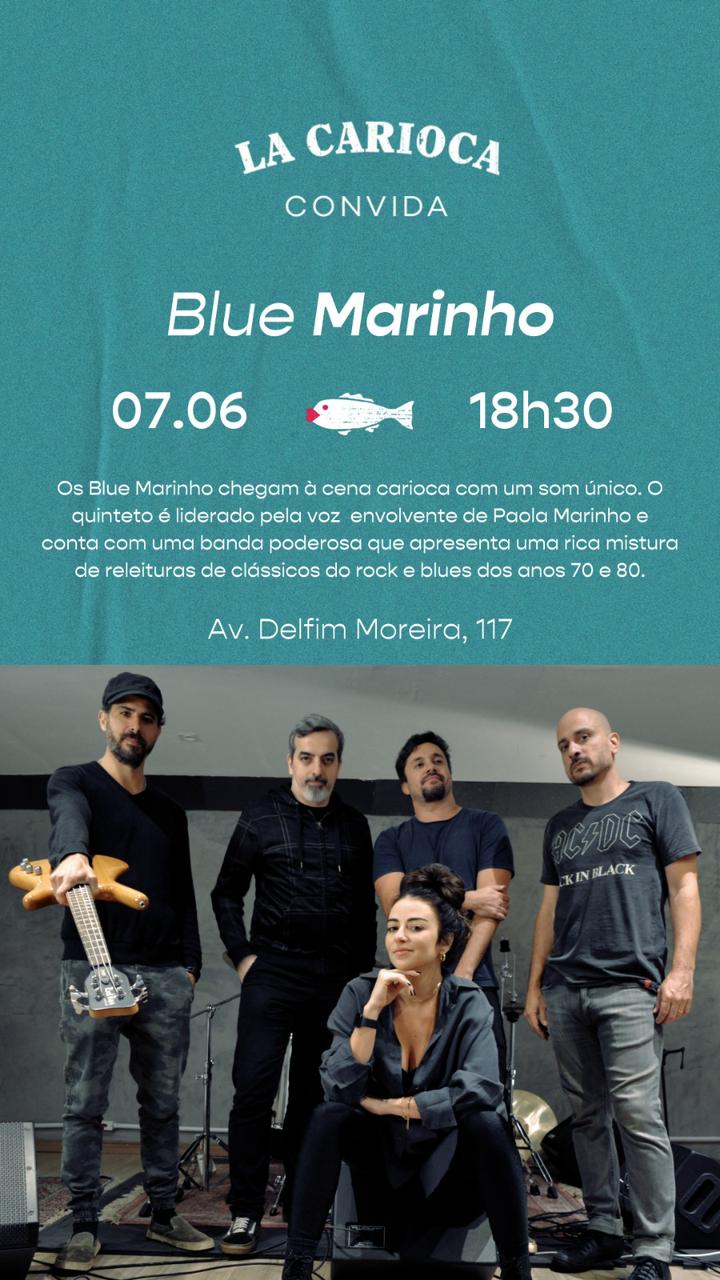 LA CARIOCA
CONVIDA
Blue Marinho
07.06 18h30
Os Blue Marinho chegam à cena carioca com um som único. O
quinteto é liderado pela voz envolvente de Paola Marinho e
conta com uma banda poderosa que apresenta uma rica mistura
de releituras de clássicos do rock e blues dos anos 70 e 80.
Av. Delfim Moreira, 117
AC/DC
CK IN BLACK